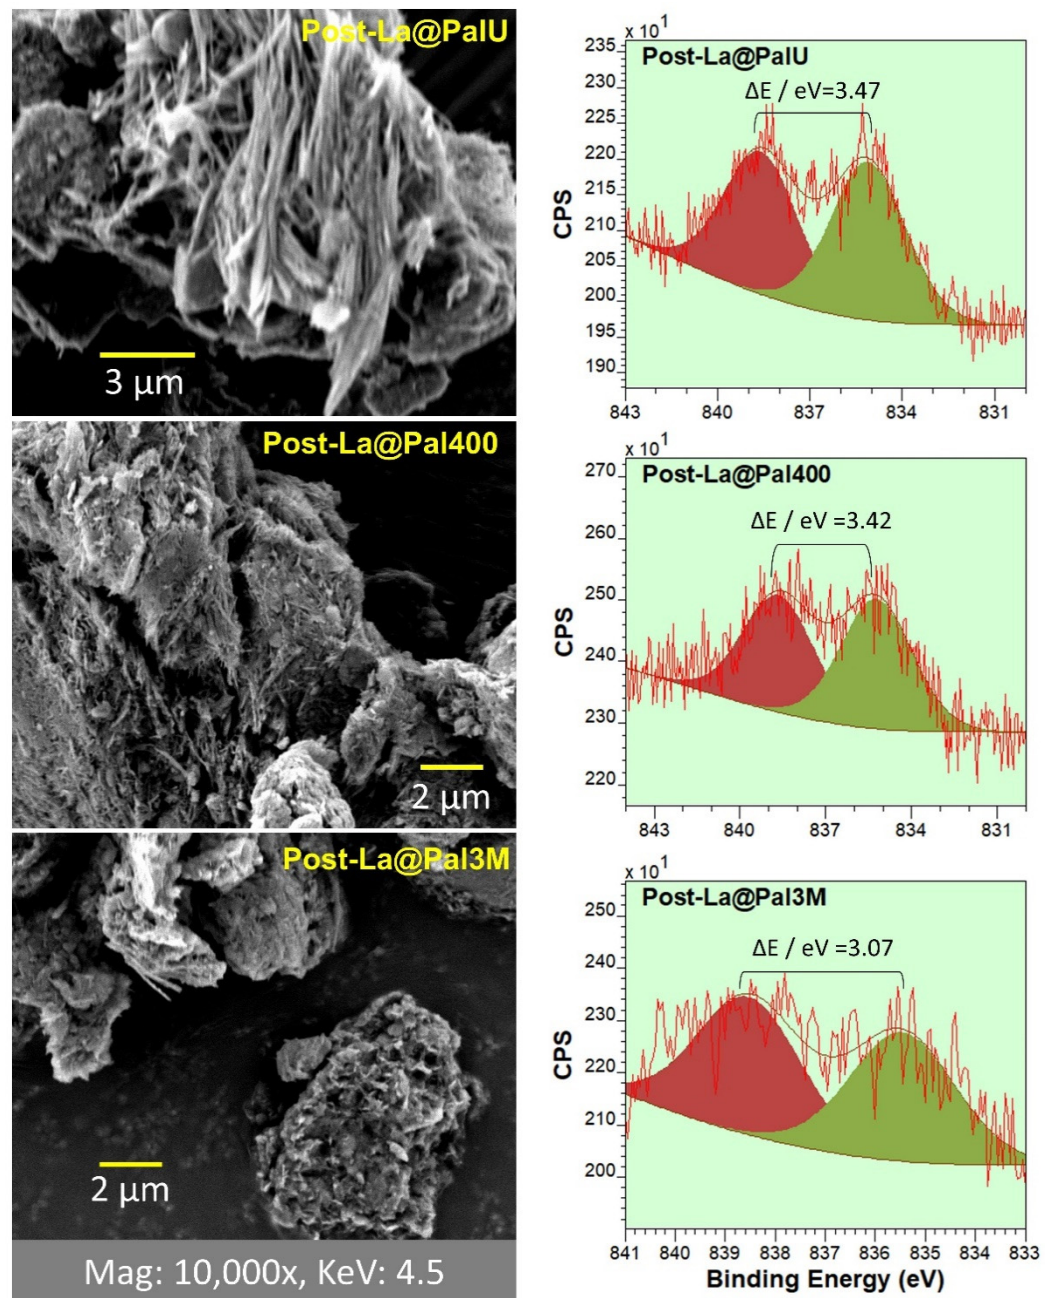 Post-La@PalU
3 µm
Post-La@Pal400
2 µm
Post-La@Pal3M
2 µm
Mag: 10,000x, KeV: 4.5
x 10¹
Post-La@PalU
ΔE / eV=3.47
235
230
225
220
215
210
205
200
195
190
CPS
843 840 837 834 831
x 10¹
Post-La@Pal400
ΔE / eV =3.42
270
260
250
240
230
220
CPS
843 840 837 834 831
x 10¹
Post-La@Pal3M
ΔE / eV =3.07
250
240
230
220
210
200
CPS
841 840 839 838 837 836 835 834 833
Binding Energy (eV)